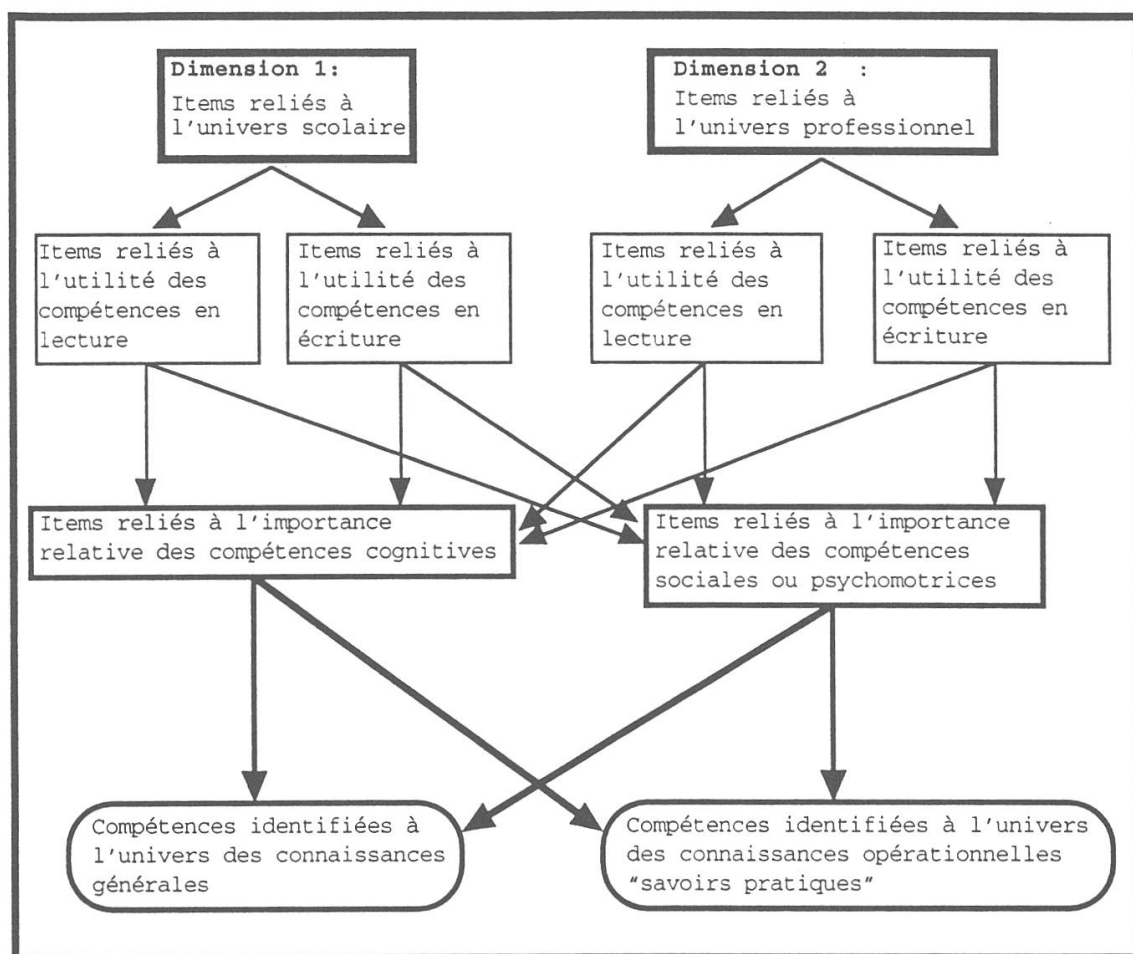 Dimension 1:
Items reliés à
l'univers scolaire
Dimension 2 :
Items reliés à
l'univers professionnel
Items reliés à
l'utilité des
compétences en
lecture
Items reliés à
l'utilité des
compétences en
écriture
Items reliés à
l'utilité des
compétences en
lecture
Items reliés à
l'utilité des
compétences en
écriture
Items reliés à l'importance
relative des compétences cognitives
Items reliés à l'importance
relative des compétences
sociales ou psychomotrices
Compétences identifiées à
l'univers des connaissances
générales
Compétences identifiées à l'univers
des connaissances opérationnelles
"savoirs pratiques"